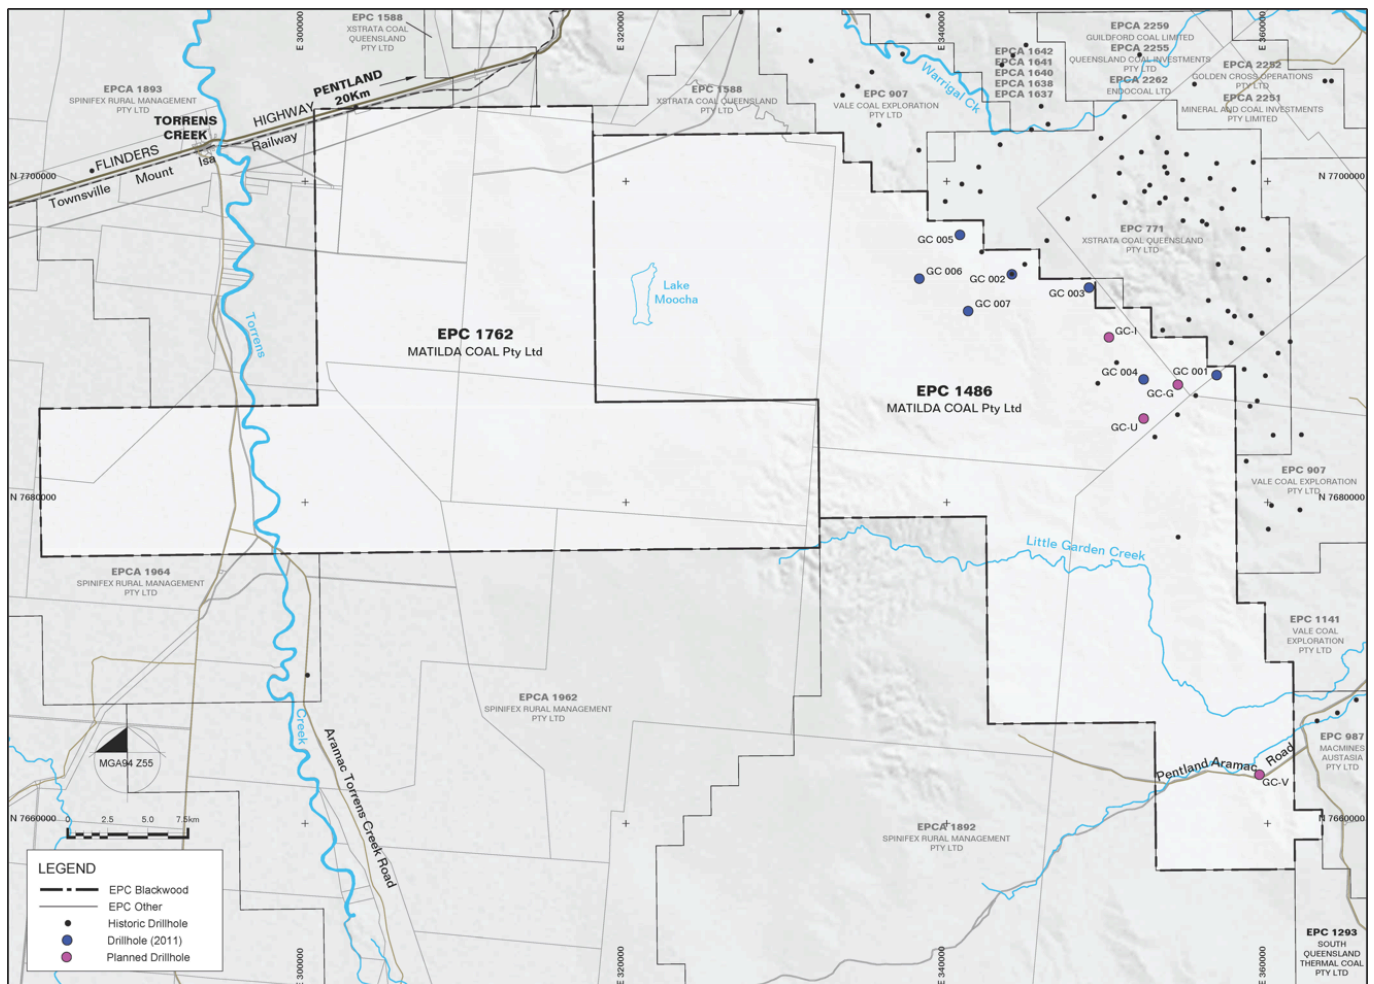 EPC 1588
XSTRATA COAL
QUEENSLAND
PTY LTD
E 300000
E 320000
E 340000
E 360000
EPCA 2259
GUILDFORD COAL LIMITED
EPCA 2255
QUEENSLAND COAL INVESTMENTS
PTY LTD
EPCA 2262
ENDOCOAL LTD
EPCA 1642
EPCA 1641
EPCA 1640
EPCA 1638
EPCA 1637
EPCA 2252
GOLDEN CROSS OPERATIONS
PTY LTD
EPCA 2251
MINERAL AND COAL INVESTMENTS
PTY LIMITED
Warrigal Ck
PENTLAND
20Km
EPCA 1893
SPINIFEX RURAL MANAGEMENT
PTY LTD
EPC 1588
XSTRATA COAL QUEENSLAND
PTY LTD
EPC 907
VALE COAL EXPLORATION
PTY LTD
TORRENS
CREEK
FLINDERS
HIGHWAY
Townsville
Mount
Isa
Railway
N 7700000
N 7700000
EPC 771
XSTRATA COAL QUEENSLAND
PTY LTD
GC 005
GC 006
GC 002
GC 003
GC 007
Lake
Moocha
Torrens
EPC 1762
MATILDA COAL Pty Ltd
GC-I
GC 004
GC 001
GC-G
GC-U
EPC 1486
MATILDA COAL Pty Ltd
EPC 907
VALE COAL EXPLORATION
PTY LTD
N 7680000
N 7680000
Little Garden Creek
EPCA 1964
SPINIFEX RURAL MANAGEMENT
PTY LTD
EPC 1141
VALE COAL
EXPLORATION
PTY LTD
EPCA 1962
SPINIFEX RURAL MANAGEMENT
PTY LTD
Creek
Aramac Torrens Creek Road
EPC 987
MACMINES
AUSTASIA
PTY LTD
Pentland Aramac Road
GC-V
MGA94 Z55
0 2.5 5.0 7.5km
N 7660000
N 7660000
EPCA 1892
SPINIFEX RURAL MANAGEMENT
PTY LTD
LEGEND
EPC Blackwood
EPC Other
Historic Drillhole
Drillhole (2011)
Planned Drillhole
EPC 1293
SOUTH
QUEENSLAND
THERMAL COAL
PTY LTD
E 300000
E 320000
E 340000
E 360000